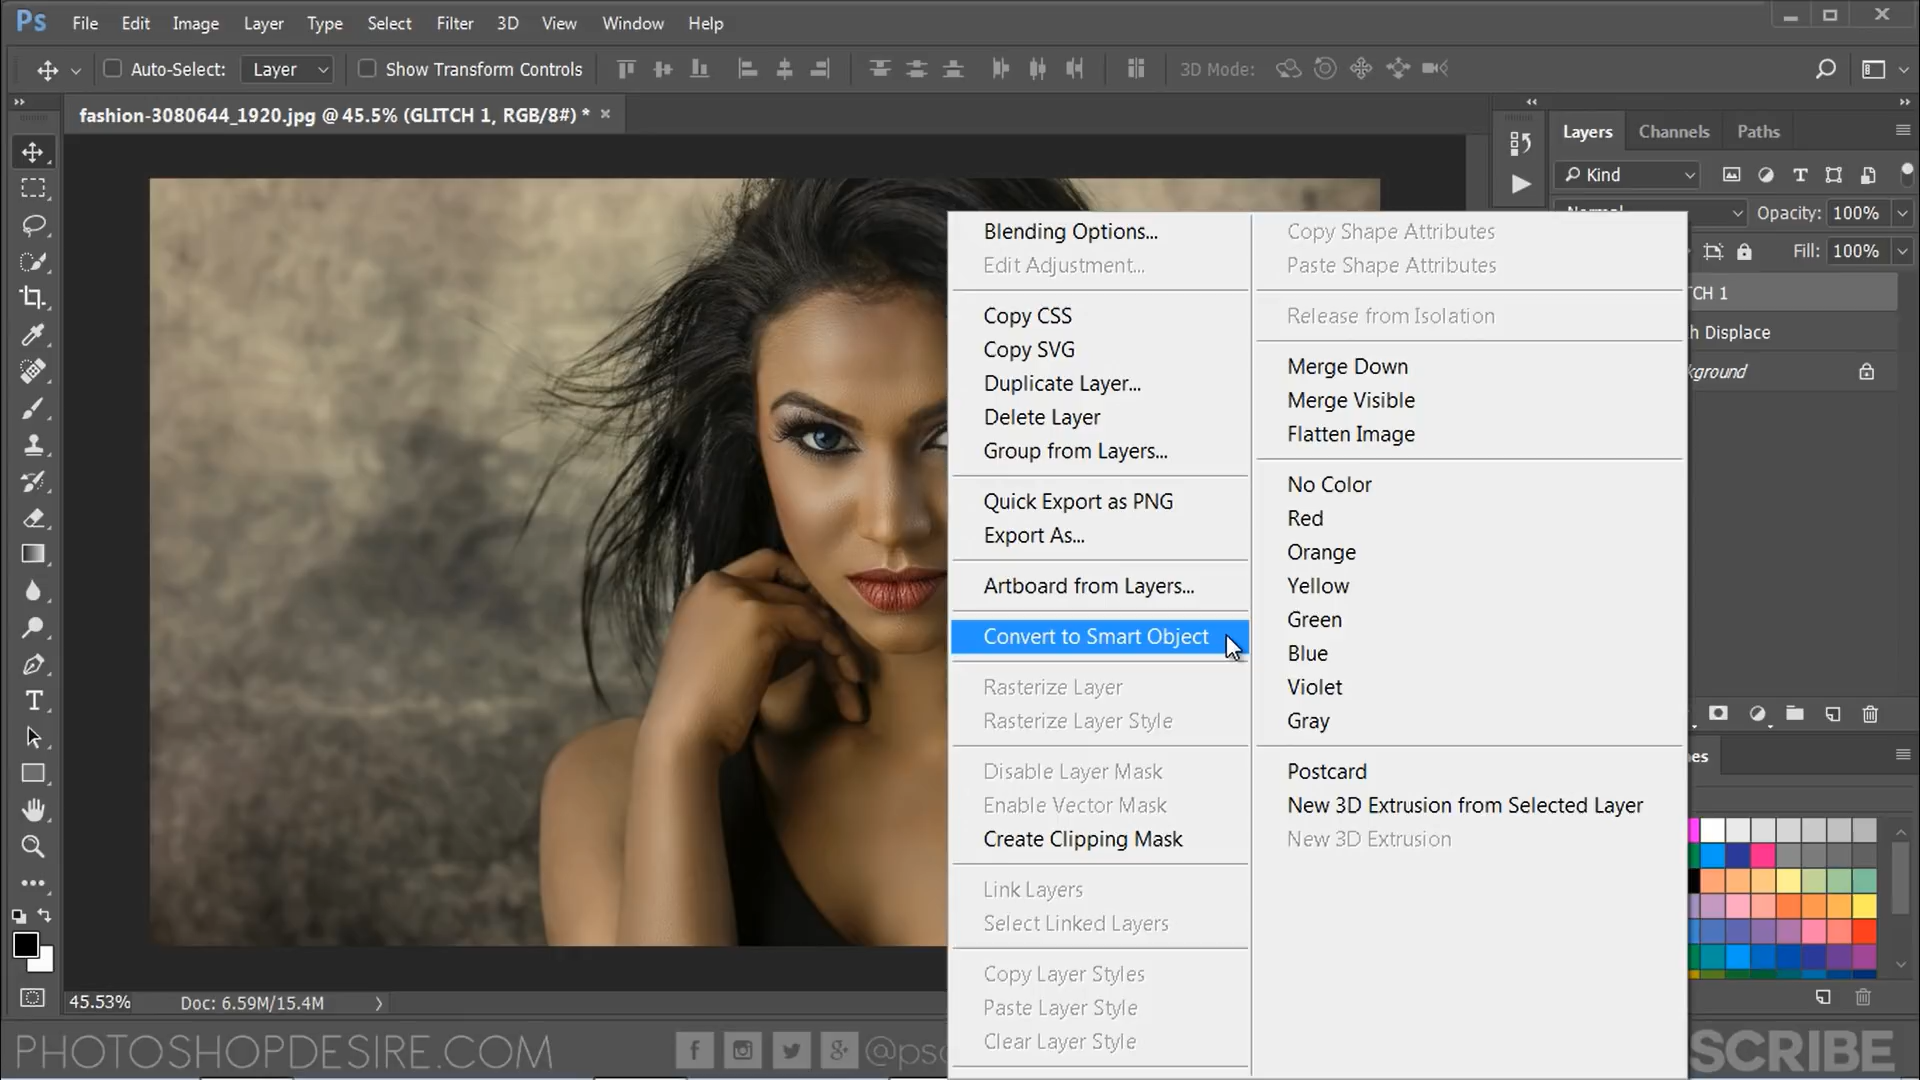 Ps File Edit Image Layer Type Select Filter 3D View Window Help
Auto-Select: Layer Show Transform Controls 3D Mode:
fashion-3080644_1920.jpg @ 45.5% (GLITCH 1, RGB/8#) * ×
Layers Channels Paths
Kind
Normal Opacity: 100%
Fill: 100%
TCH 1
h Displace
kground
Blending Options...
Edit Adjustment...
Copy CSS
Copy SVG
Duplicate Layer...
Delete Layer
Group from Layers...
Quick Export as PNG
Export As...
Artboard from Layers...
Convert to Smart Object
Rasterize Layer
Rasterize Layer Style
Disable Layer Mask
Enable Vector Mask
Create Clipping Mask
Link Layers
Select Linked Layers
Copy Layer Styles
Paste Layer Style
Clear Layer Style
Copy Shape Attributes
Paste Shape Attributes
Release from Isolation
Merge Down
Merge Visible
Flatten Image
No Color
Red
Orange
Yellow
Green
Blue
Violet
Gray
Postcard
New 3D Extrusion from Selected Layer
New 3D Extrusion
hes
45.53% Doc: 6.59M/15.4M
PHOTOSHOPDESIRE.COM
@psd
SCRIBE